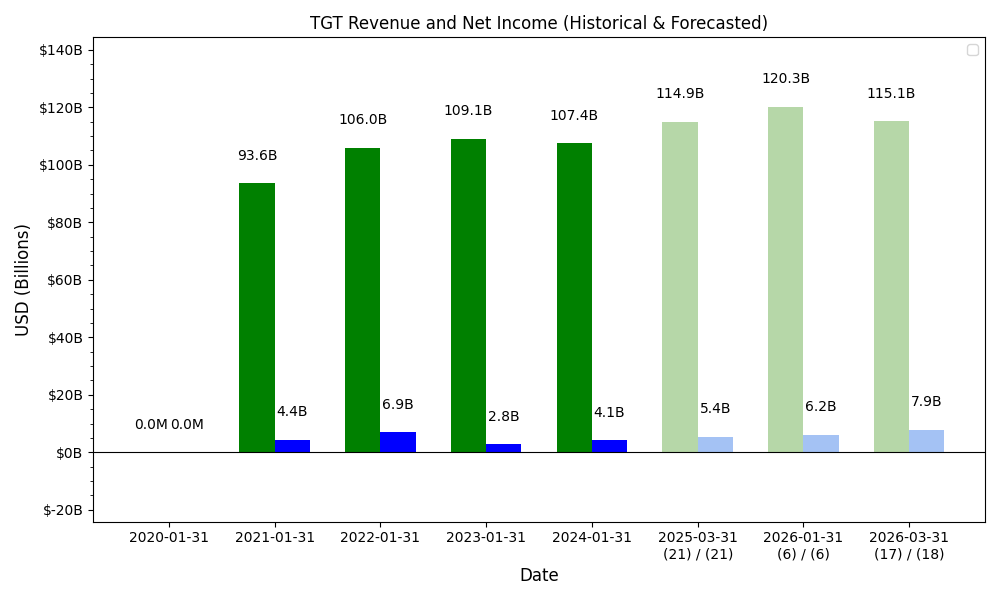 TGT Revenue and Net Income (Historical & Forecasted)
$140B
$120B
$100B
$80B
$60B
$40B
$20B
$0B
$-20B
USD (Billions)
0.0M 0.0M
93.6B
4.4B
106.0B
6.9B
109.1B
2.8B
107.4B
4.1B
114.9B
5.4B
120.3B
6.2B
115.1B
7.9B
2020-01-31
2021-01-31
2022-01-31
2023-01-31
2024-01-31
2025-03-31
(21) / (21)
2026-01-31
(6) / (6)
2026-03-31
(17) / (18)
Date